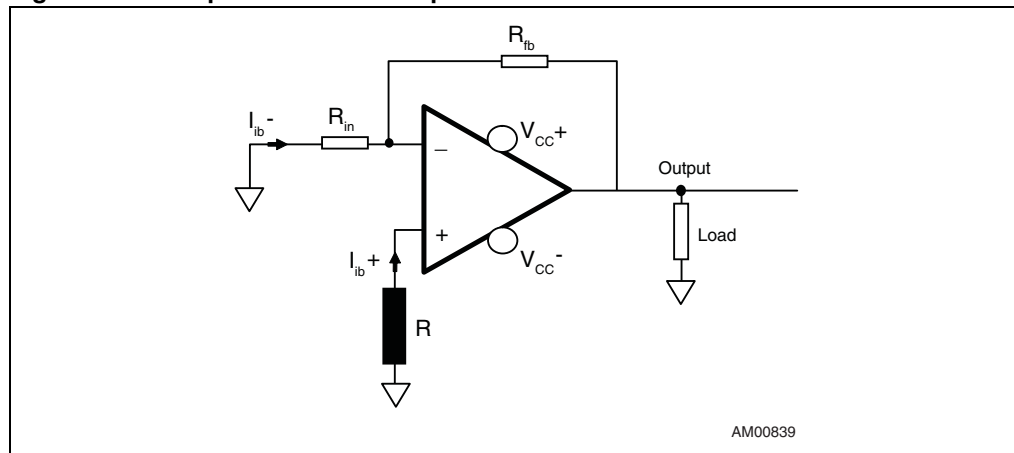 R_fb
I_ib- R_in
V_CC+
−
Output
+
Load
I_ib+
V_CC-
R
AM00839